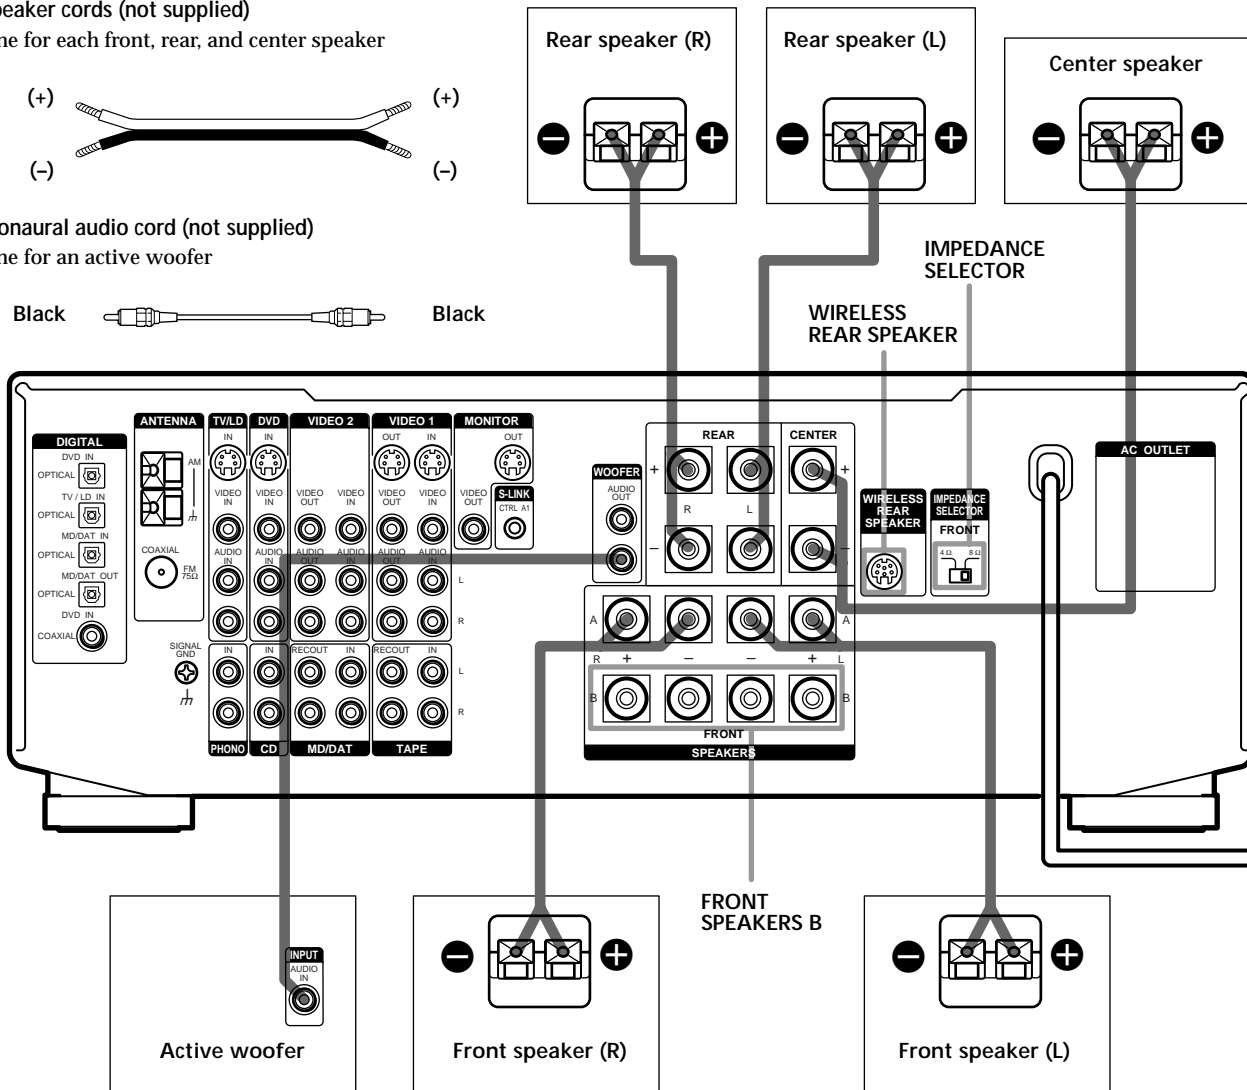 peaker cords (not supplied)
ne for each front, rear, and center speaker
(+) (+)
(–) (–)
onaural audio cord (not supplied)
ne for an active woofer
Black Black
Rear speaker (R)
Rear speaker (L)
Center speaker
IMPEDANCE
SELECTOR
WIRELESS
REAR SPEAKER
DIGITAL
DVD IN
OPTICAL
TV / LD IN
OPTICAL
MD/DAT IN
OPTICAL
MD/DAT OUT
OPTICAL
DVD IN
COAXIAL
ANTENNA
AM
COAXIAL
FM
75Ω
SIGNAL
GND
TV/LD
IN
VIDEO
IN
AUDIO
IN
IN
PHONO
DVD
IN
VIDEO
IN
AUDIO
IN
IN
CD
VIDEO 2
VIDEO
OUT
VIDEO
IN
AUDIO
OUT
AUDIO
IN
REC OUT IN
MD/DAT
VIDEO 1
OUT IN
VIDEO
OUT
VIDEO
IN
AUDIO
OUT
AUDIO
IN
REC OUT IN
TAPE
L
R
L
R
MONITOR
OUT
VIDEO
OUT
S-LINK
CTRL A1
WOOFER
AUDIO
OUT
REAR CENTER
+ +
R L
– –
A A
R + – – + L
B B
FRONT
SPEAKERS
WIRELESS
REAR
SPEAKER
IMPEDANCE
SELECTOR
FRONT
4 Ω 8 Ω
AC OUTLET
FRONT
SPEAKERS B
INPUT
AUDIO
IN
Active woofer
Front speaker (R)
Front speaker (L)